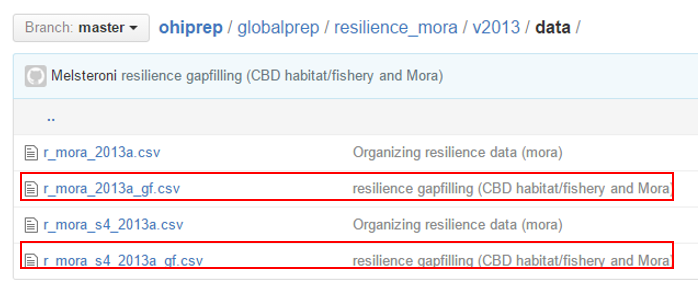 Branch: master ohiprep / globalprep / resilience_mora / v2013 / data /
Melsteroni resilience gapfilling (CBD habitat/fishery and Mora)
..
r_mora_2013a.csv Organizing resilience data (mora)
r_mora_2013a_gf.csv resilience gapfilling (CBD habitat/fishery and Mora)
r_mora_s4_2013a.csv Organizing resilience data (mora)
r_mora_s4_2013a_gf.csv resilience gapfilling (CBD habitat/fishery and Mora)